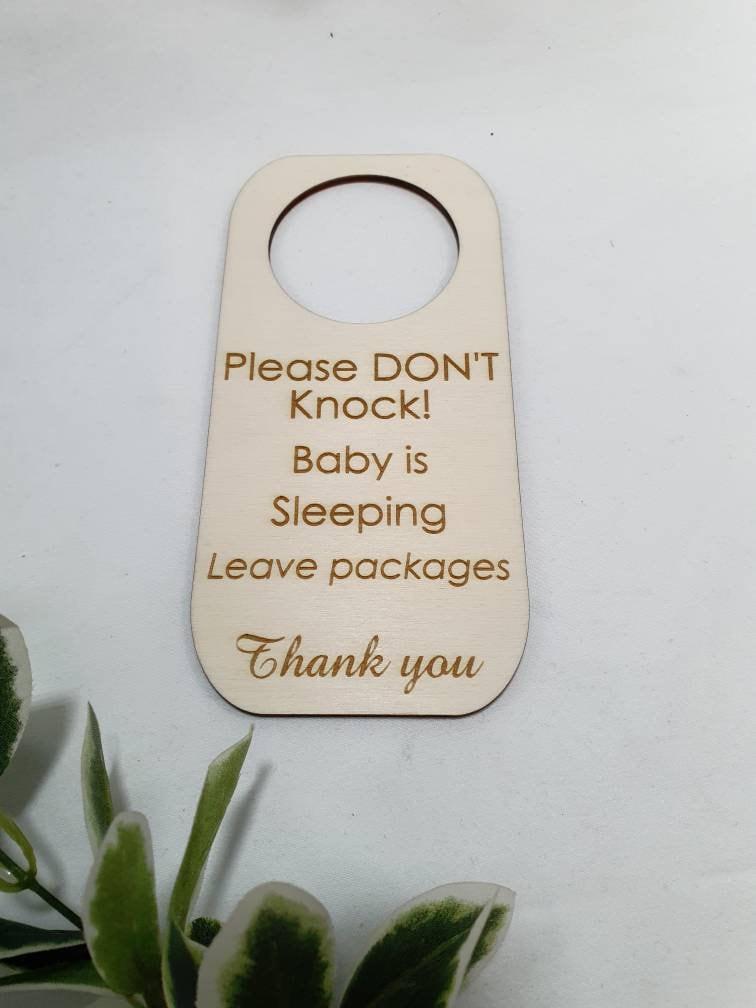 Please DON'T
Knock!
Baby is
Sleeping
Leave packages
Thank you